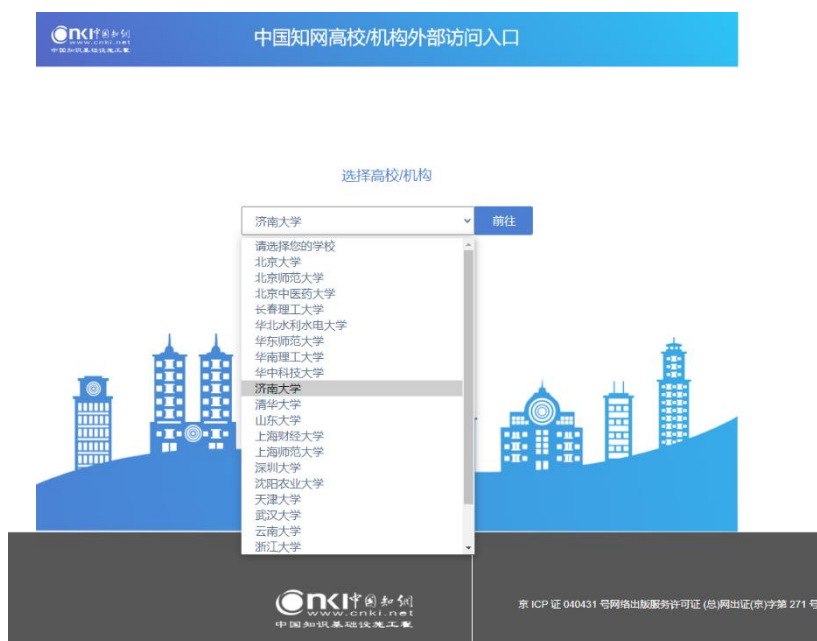 cnki 中国知网
www.cnki.net
中国知识基础设施工程
中国知网高校/机构外部访问入口
选择高校/机构
济南大学
前往
请选择您的学校
北京大学
北京师范大学
北京中医药大学
长春理工大学
华北水利水电大学
华东师范大学
华南理工大学
华中科技大学
济南大学
清华大学
山东大学
上海财经大学
上海师范大学
深圳大学
沈阳农业大学
天津大学
武汉大学
云南大学
浙江大学
cnki 中国知网
www.cnki.net
中国知识基础设施工程
京 ICP 证 040431 号网络出版服务许可证 (总)网出证(京)字第 271 号